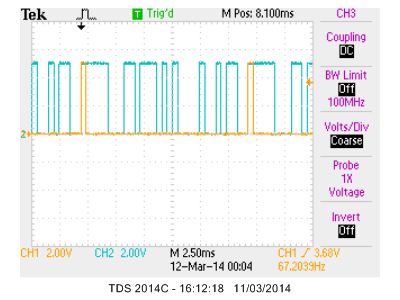 Tek Trig'd M Pos: 8.100ms CH3
Coupling
DC
BW Limit
Off
100MHz
Volts/Div
Coarse
Probe
1X
Voltage
Invert
Off
2
CH1 2.00V CH2 2.00V M 2.50ms CH1 3.68V
12-Mar-14 00:04 67.2039Hz
TDS 2014C - 16:12:18 11/03/2014